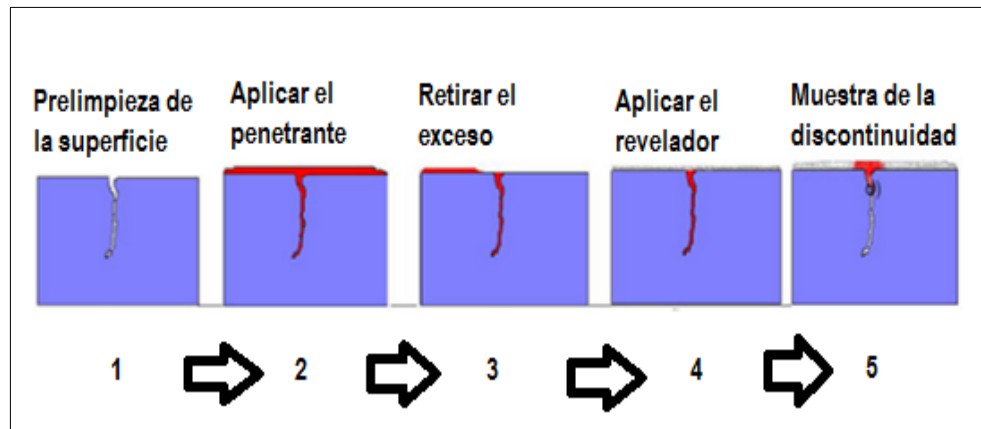 Prelimpieza de
la superficie
Aplicar el
penetrante
Retirar el
exceso
Aplicar el
revelador
Muestra de la
discontinuidad
1
2
3
4
5